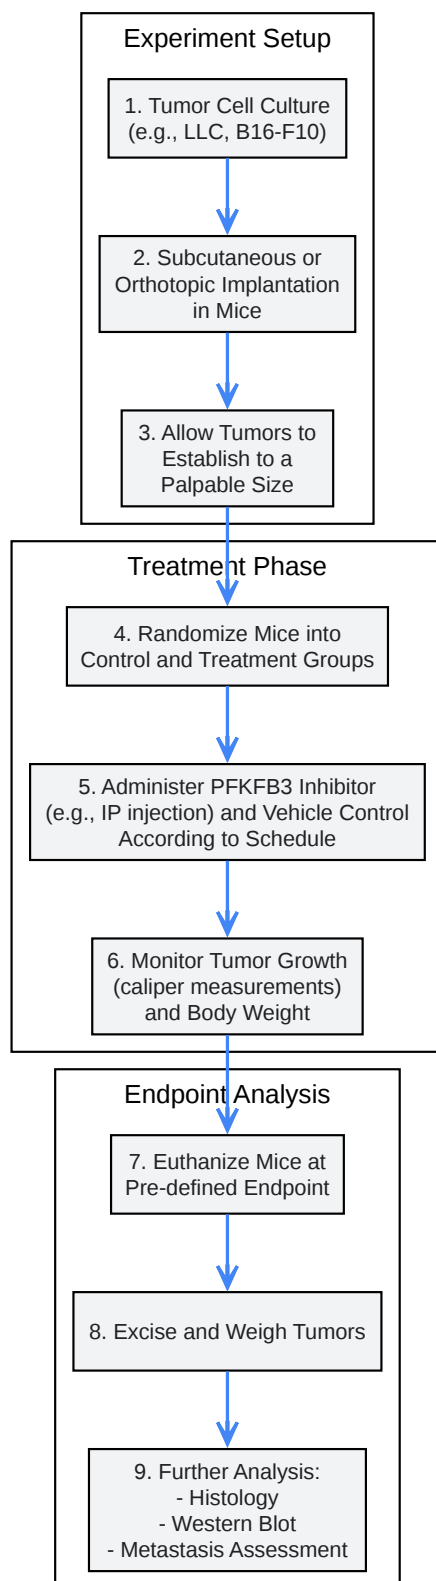 Experiment Setup
1. Tumor Cell Culture
(e.g., LLC, B16-F10)
2. Subcutaneous or
Orthotopic Implantation
in Mice
3. Allow Tumors to
Establish to a
Palpable Size
Treatment Phase
4. Randomize Mice into
Control and Treatment Groups
5. Administer PFKFB3 Inhibitor
(e.g., IP injection) and Vehicle Control
According to Schedule
6. Monitor Tumor Growth
(caliper measurements)
and Body Weight
Endpoint Analysis
7. Euthanize Mice at
Pre-defined Endpoint
8. Excise and Weigh Tumors
9. Further Analysis:
- Histology
- Western Blot
- Metastasis Assessment